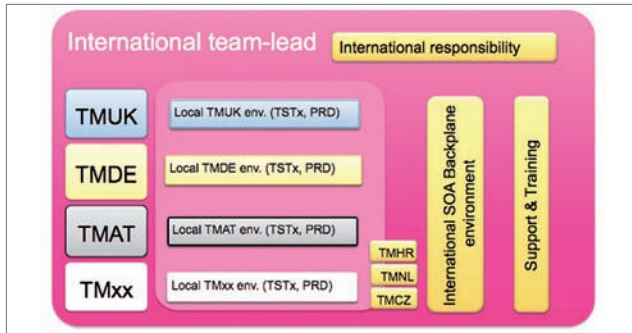 International team-lead
International responsibility
TMUK
Local TMUK env. (TSTx, PRD)
TMDE
Local TMDE env. (TSTx, PRD)
TMAT
Local TMAT env. (TSTx, PRD)
TMxx
Local TMxx env. (TSTx, PRD)
TMHR
TMNL
TMCZ
International SOA Backplane
environment
Support & Training